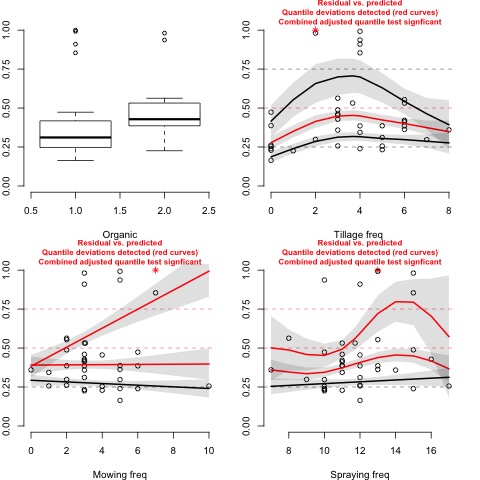 Residual vs. predicted
Quantile deviations detected (red curves)
Combined adjusted quantile test signficant
0.00 0.25 0.50 0.75 1.00
0.5 1.0 1.5 2.0 2.5
Organic
0.00 0.25 0.50 0.75 1.00
0 2 4 6 8
Tillage freq
Residual vs. predicted
Quantile deviations detected (red curves)
Combined adjusted quantile test signficant
0.00 0.25 0.50 0.75 1.00
0 2 4 6 8 10
Mowing freq
Residual vs. predicted
Quantile deviations detected (red curves)
Combined adjusted quantile test signficant
0.00 0.25 0.50 0.75 1.00
8 10 12 14 16
Spraying freq